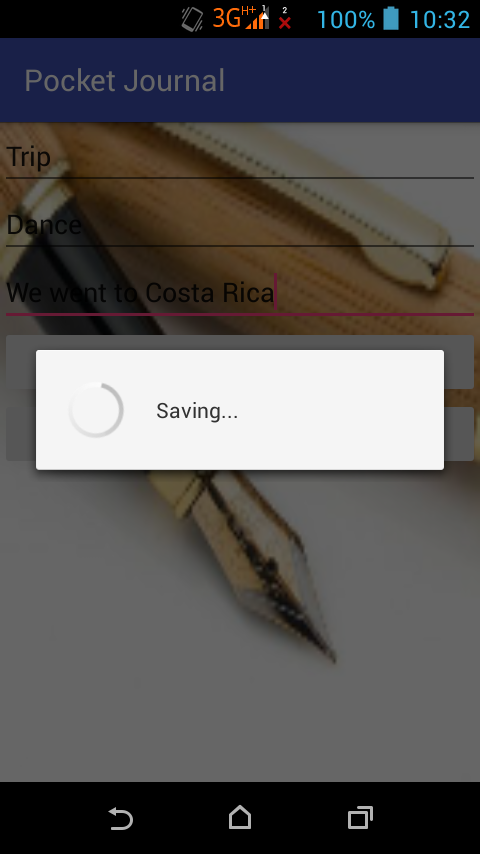 3G H+ 1 2 100% 10:32
Pocket Journal
Trip
Dance
We went to Costa Rica
Saving...